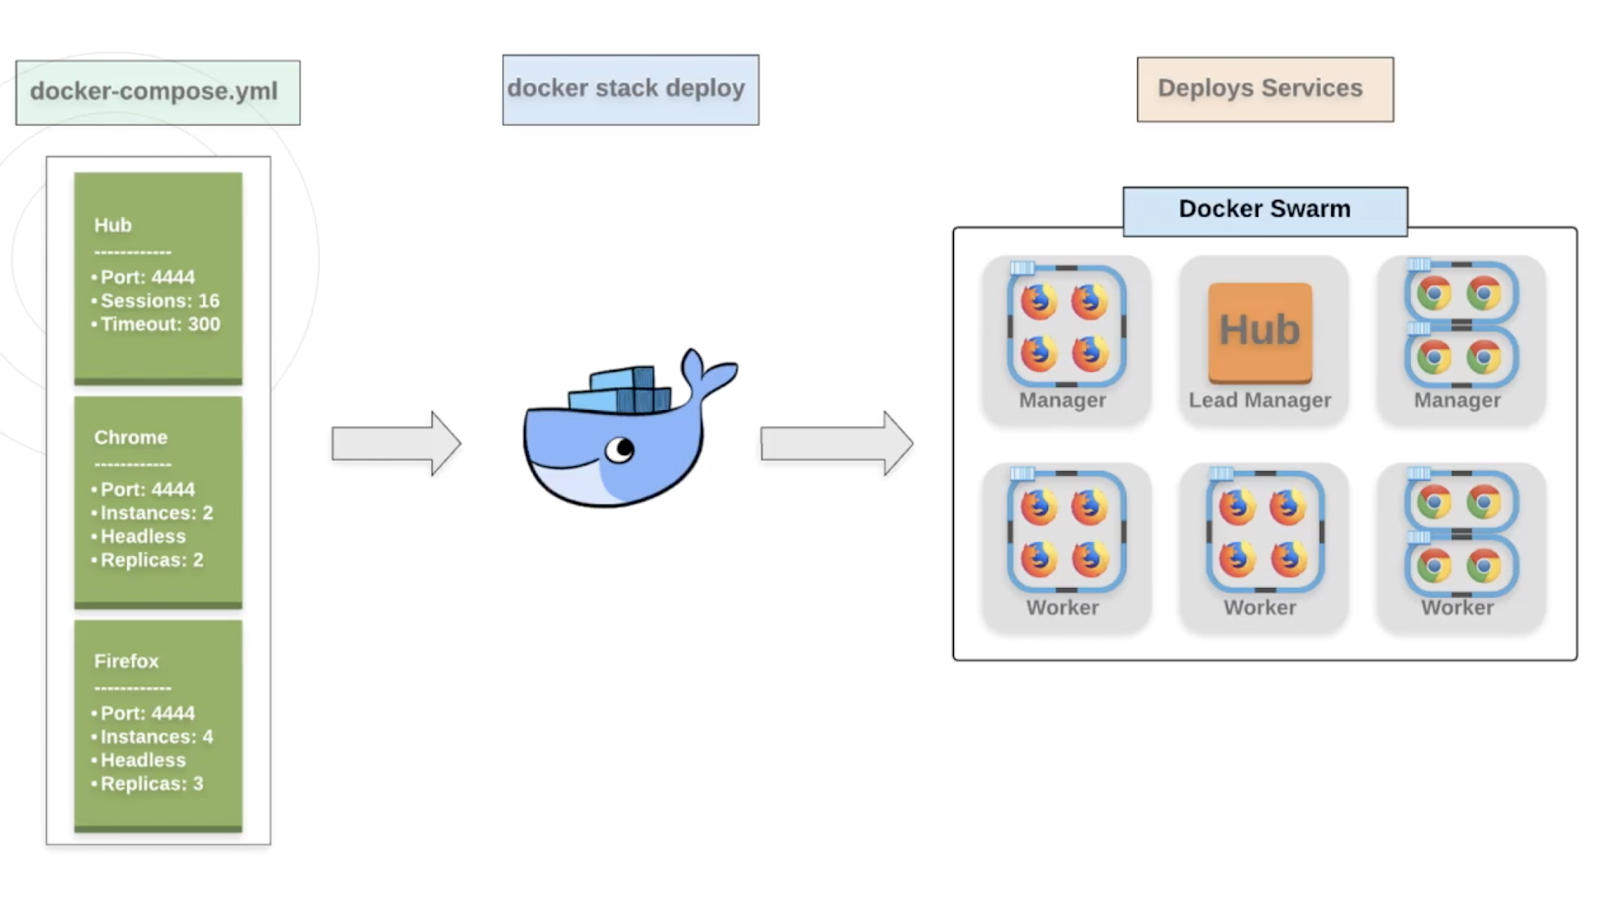 docker-compose.yml
docker stack deploy
Deploys Services
Hub
------------
• Port: 4444
• Sessions: 16
• Timeout: 300
Chrome
------------
• Port: 4444
• Instances: 2
• Headless
• Replicas: 2
Firefox
------------
• Port: 4444
• Instances: 4
• Headless
• Replicas: 3
Docker Swarm
Manager
Hub
Lead Manager
Manager
Worker
Worker
Worker